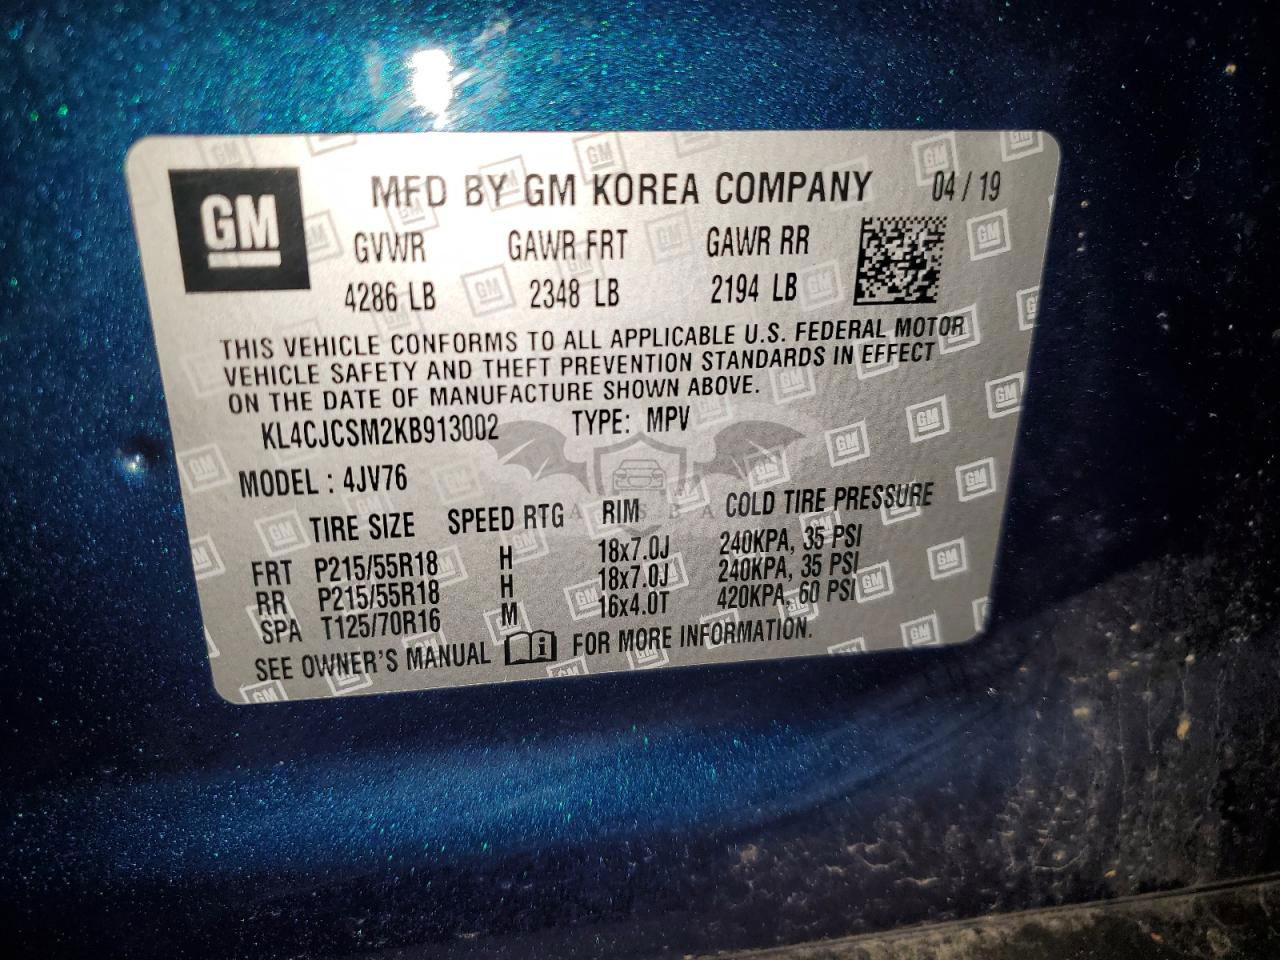 GM
MFD BY GM KOREA COMPANY 04 / 19
GVWR GAWR FRT GAWR RR
4286 LB 2348 LB 2194 LB
THIS VEHICLE CONFORMS TO ALL APPLICABLE U.S. FEDERAL MOTOR
VEHICLE SAFETY AND THEFT PREVENTION STANDARDS IN EFFECT
ON THE DATE OF MANUFACTURE SHOWN ABOVE.
KL4CJCSM2KB913002 TYPE: MPV
MODEL : 4JV76
TIRE SIZE SPEED RTG RIM COLD TIRE PRESSURE
FRT P215/55R18 H 18x7.0J 240KPA, 35 PSI
RR P215/55R18 H 18x7.0J 240KPA, 35 PSI
SPA T125/70R16 M 16x4.0T 420KPA, 60 PSI
SEE OWNER'S MANUAL FOR MORE INFORMATION.